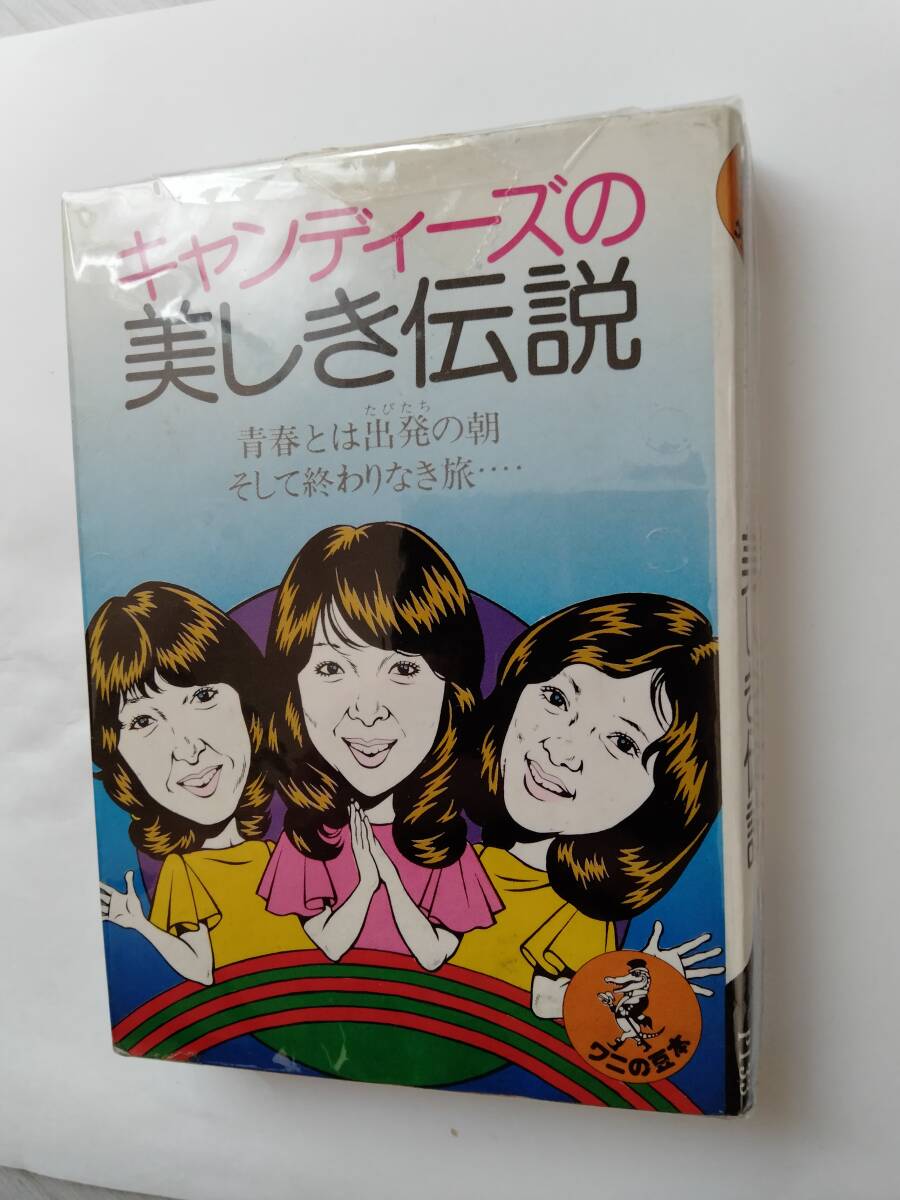 キャンディーズの
美しき伝説
たびたち
青春とは出発の朝
そして終わりなき旅‥‥
ワニの豆本